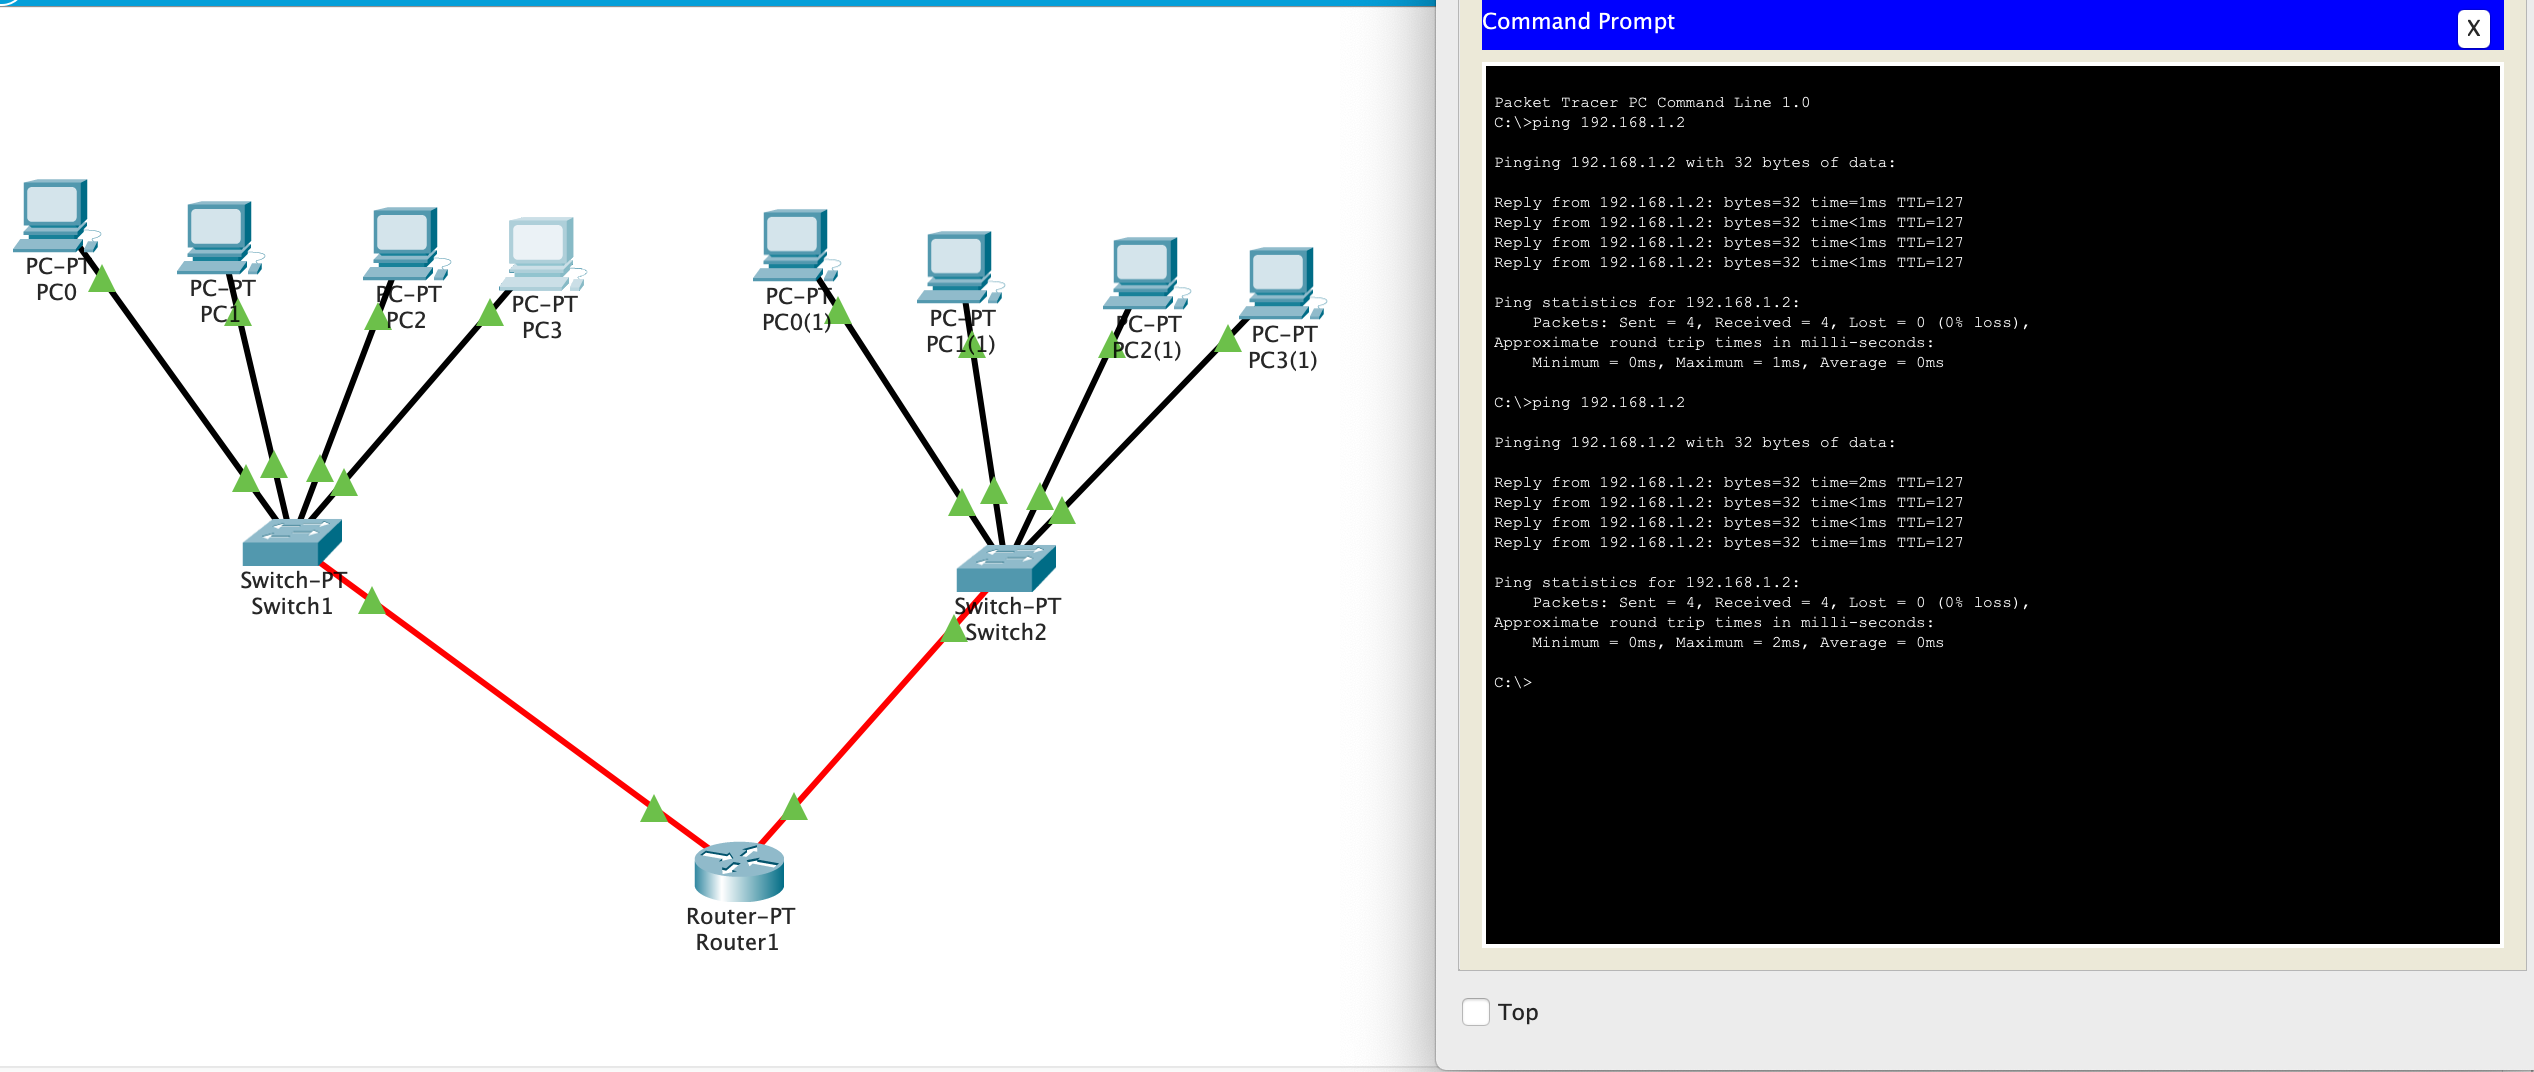 PC-PT
PC0
PC-PT
PC1
PC-PT
PC2
PC-PT
PC3
PC-PT
PC0(1)
PC-PT
PC1(1)
PC-PT
PC2(1)
PC-PT
PC3(1)
Switch-PT
Switch1
Switch-PT
Switch2
Router-PT
Router1
Command Prompt
X
Packet Tracer PC Command Line 1.0
C:\>ping 192.168.1.2
Pinging 192.168.1.2 with 32 bytes of data:
Reply from 192.168.1.2: bytes=32 time=1ms TTL=127
Reply from 192.168.1.2: bytes=32 time<1ms TTL=127
Reply from 192.168.1.2: bytes=32 time<1ms TTL=127
Reply from 192.168.1.2: bytes=32 time<1ms TTL=127
Ping statistics for 192.168.1.2:
Packets: Sent = 4, Received = 4, Lost = 0 (0% loss),
Approximate round trip times in milli-seconds:
Minimum = 0ms, Maximum = 1ms, Average = 0ms
C:\>ping 192.168.1.2
Pinging 192.168.1.2 with 32 bytes of data:
Reply from 192.168.1.2: bytes=32 time=2ms TTL=127
Reply from 192.168.1.2: bytes=32 time<1ms TTL=127
Reply from 192.168.1.2: bytes=32 time<1ms TTL=127
Reply from 192.168.1.2: bytes=32 time=1ms TTL=127
Ping statistics for 192.168.1.2:
Packets: Sent = 4, Received = 4, Lost = 0 (0% loss),
Approximate round trip times in milli-seconds:
Minimum = 0ms, Maximum = 2ms, Average = 0ms
C:\>
Top